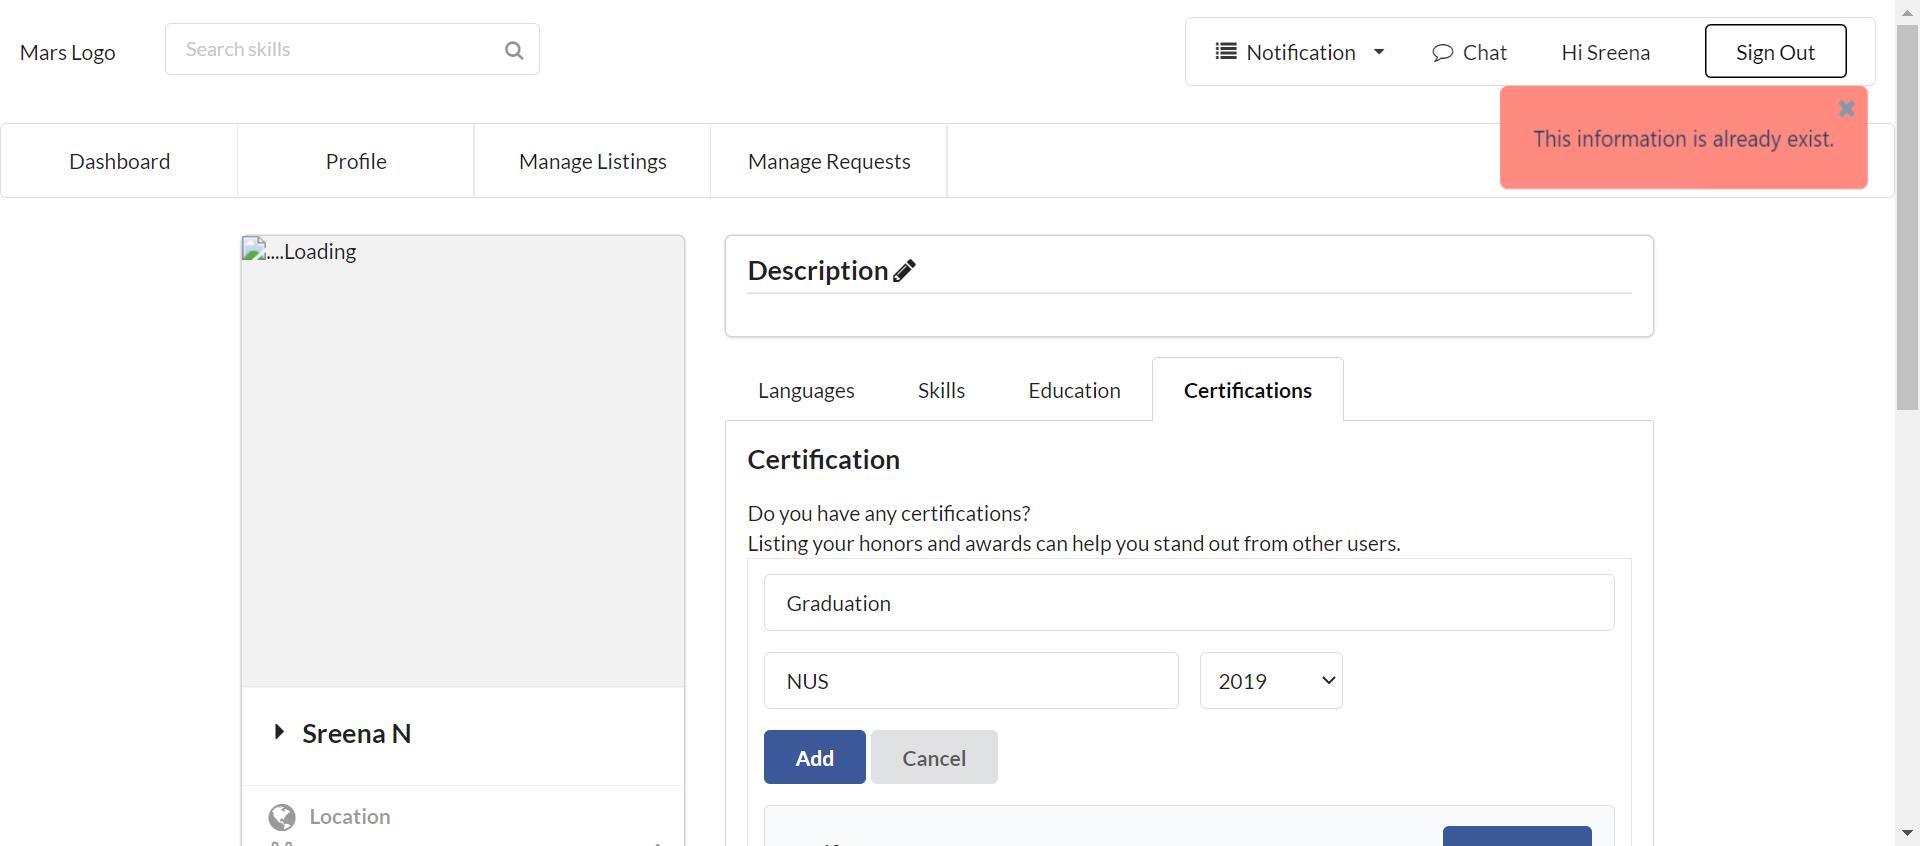 Mars Logo
Search skills
Notification
Chat
Hi Sreena
Sign Out
This information is already exist.
Dashboard
Profile
Manage Listings
Manage Requests
....Loading
Description
Languages
Skills
Education
Certifications
Certification
Do you have any certifications?
Listing your honors and awards can help you stand out from other users.
Graduation
NUS
2019
Add
Cancel
Sreena N
Location